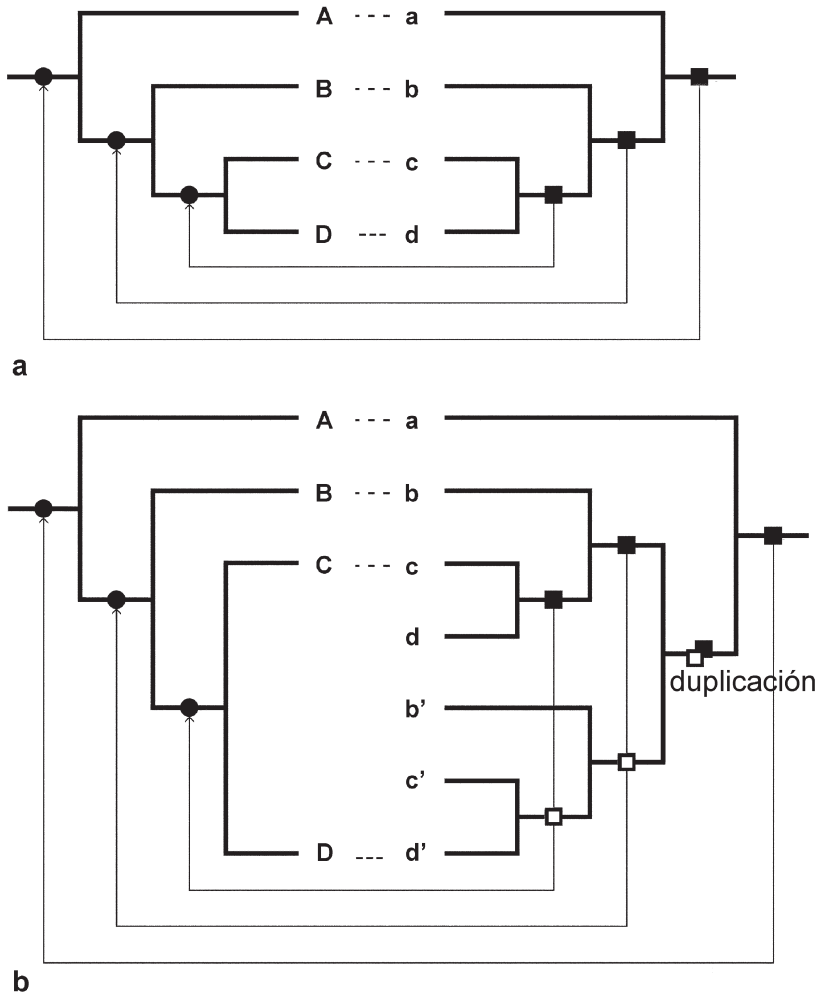 A --- a
B --- b
C --- c
D --- d
a
A --- a
B --- b
C --- c
d
duplicación
b’
c’
D --- d’
b